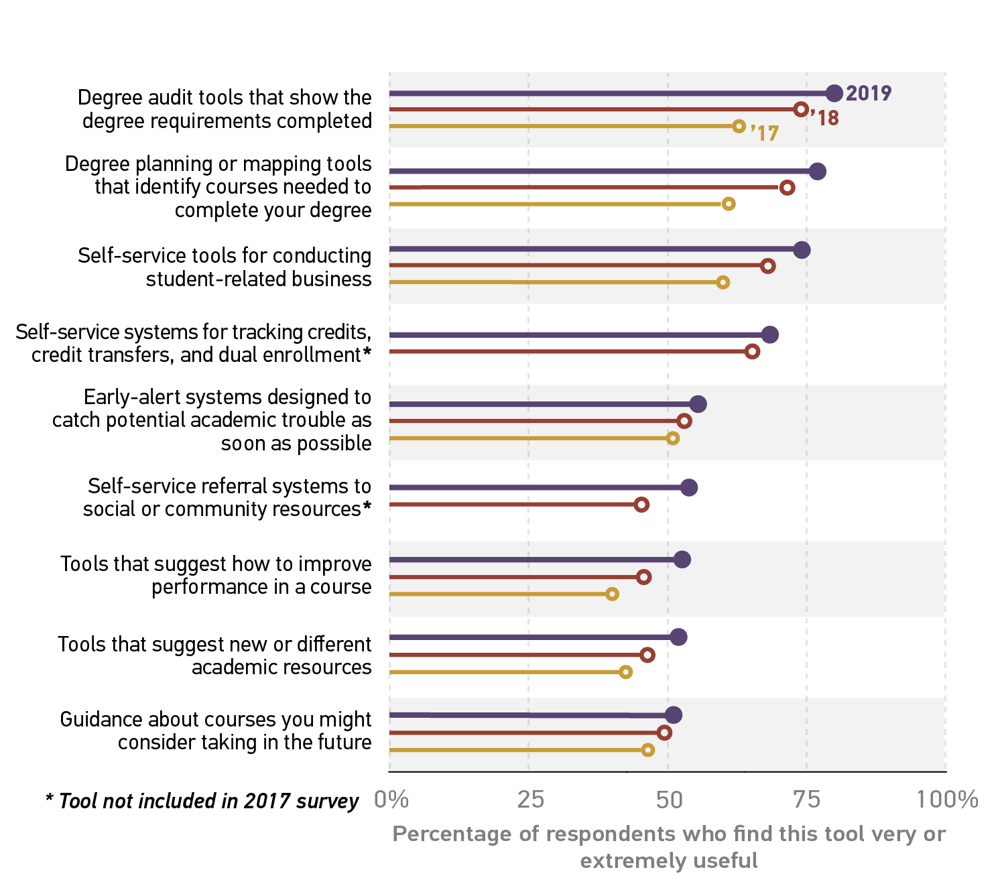 Degree audit tools that show the
degree requirements completed
2019
’18
’17
Degree planning or mapping tools
that identify courses needed to
complete your degree
Self-service tools for conducting
student-related business
Self-service systems for tracking credits,
credit transfers, and dual enrollment*
Early-alert systems designed to
catch potential academic trouble as
soon as possible
Self-service referral systems to
social or community resources*
Tools that suggest how to improve
performance in a course
Tools that suggest new or different
academic resources
Guidance about courses you might
consider taking in the future
* Tool not included in 2017 survey
0% 25 50 75 100%
Percentage of respondents who find this tool very or
extremely useful